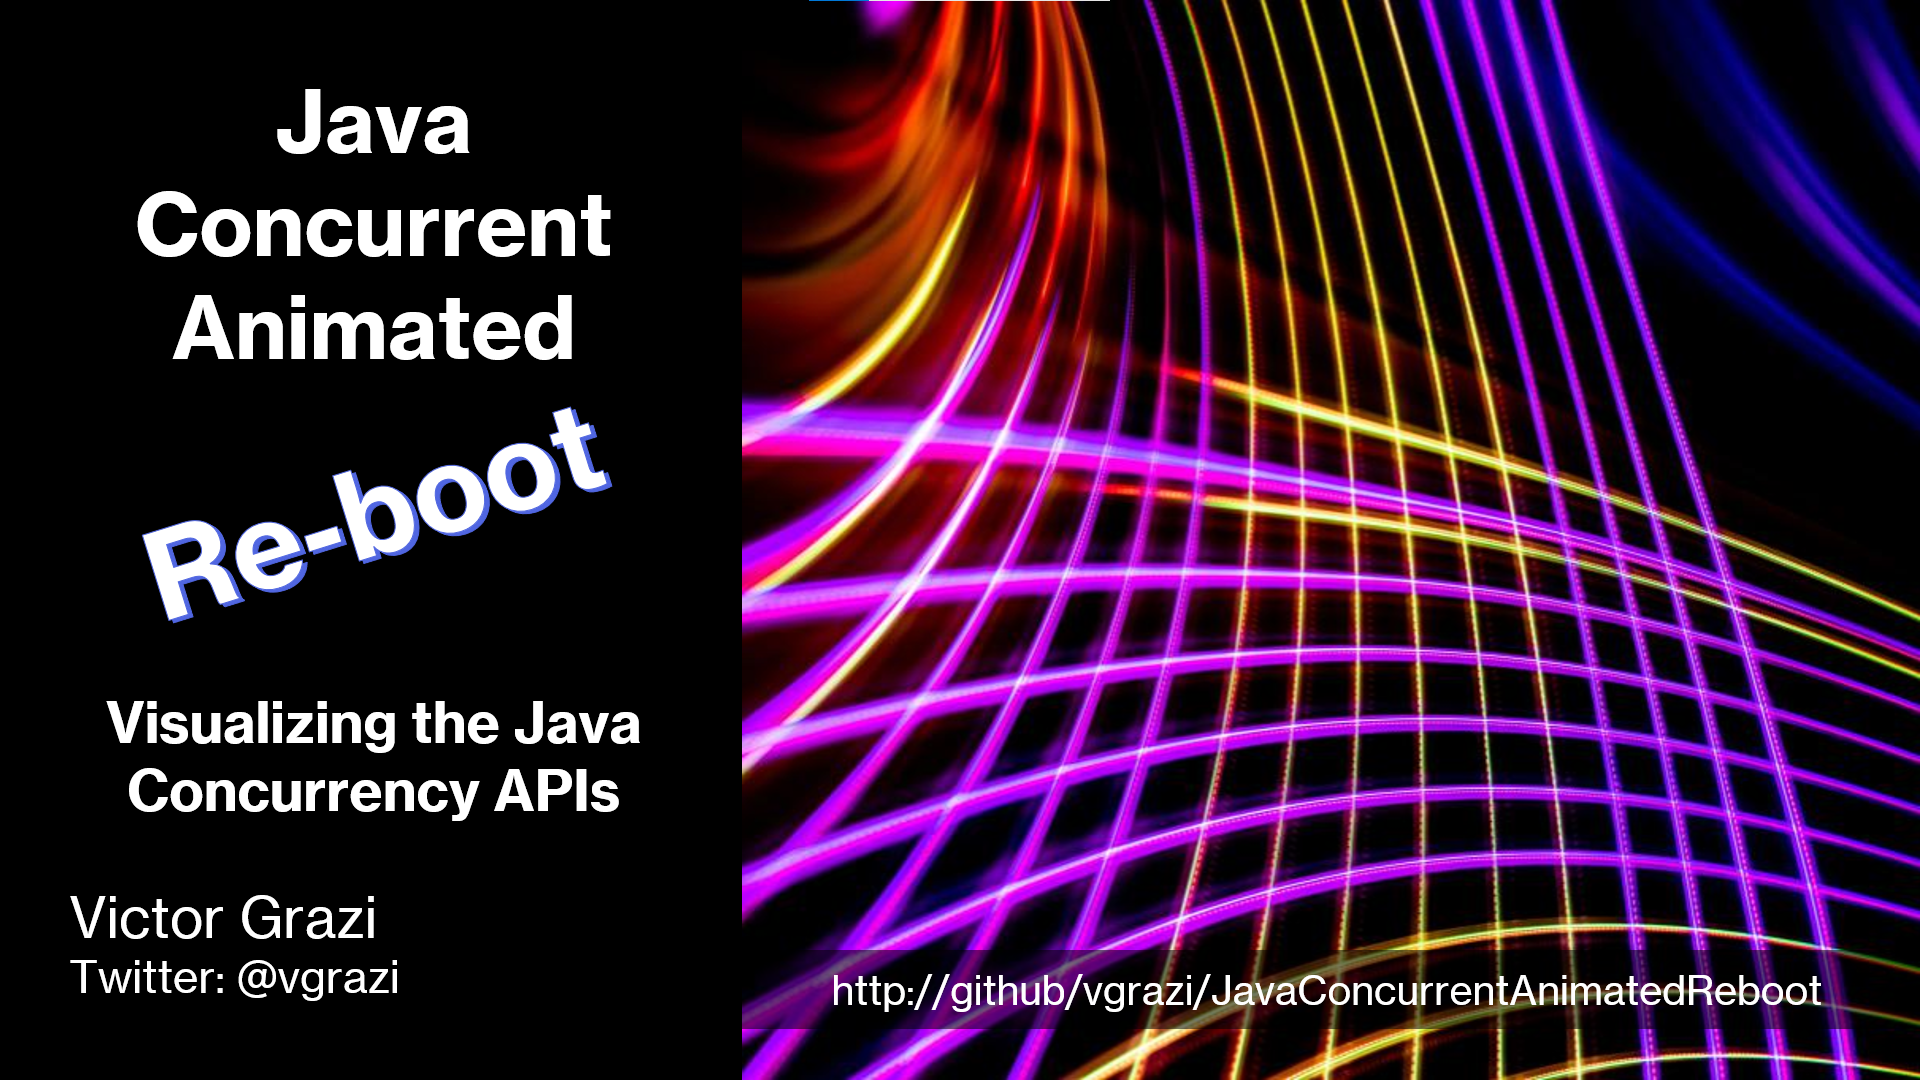 Java
Concurrent
Animated
Re-boot
Visualizing the Java
Concurrency APIs
Victor Grazi
Twitter: @vgrazi
http://github/vgrazi/JavaConcurrentAnimatedReboot